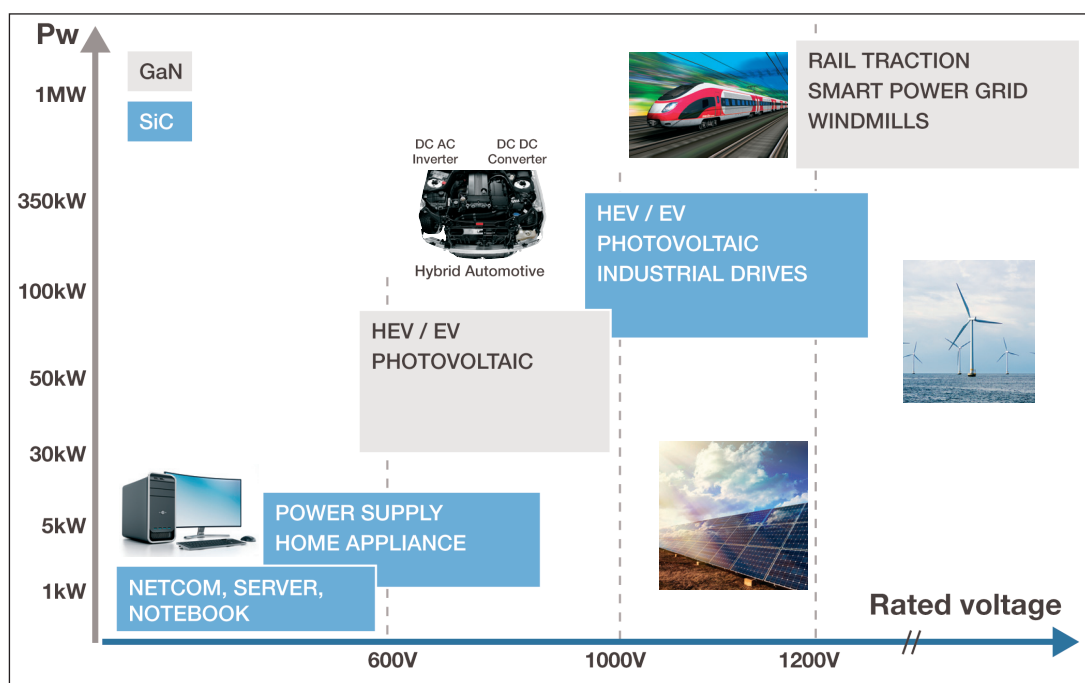 Pw
GaN
SiC
1MW
350kW
100kW
50kW
30kW
5kW
1kW
DC AC
Inverter
DC DC
Converter
Hybrid Automotive
RAIL TRACTION
SMART POWER GRID
WINDMILLS
HEV / EV
PHOTOVOLTAIC
INDUSTRIAL DRIVES
HEV / EV
PHOTOVOLTAIC
POWER SUPPLY
HOME APPLIANCE
NETCOM, SERVER,
NOTEBOOK
Rated voltage
//
600V
1000V
1200V